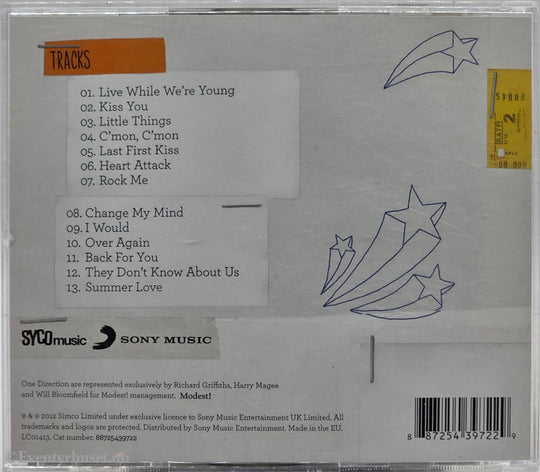 TRACKS
01. Live While We're Young
02. Kiss You
03. Little Things
04. C'mon, C'mon
05. Last First Kiss
06. Heart Attack
07. Rock Me
08. Change My Mind
09. I Would
10. Over Again
11. Back For You
12. They Don't Know About Us
13. Summer Love
RATP
2
00045
SYCOmusic SONY MUSIC
One Direction are represented exclusively by Richard Griffiths, Harry Magee
and Will Bloomfield for Modest! management. Modest!
℗ & © 2012 Simco Limited under exclusive licence to Sony Music Entertainment UK Limited. All
trademarks and logos are protected. Distributed by Sony Music Entertainment. Made in the EU.
LC01413. Cat number. 88725439722
8 87254 39722 9
© Eventyrhuset.no